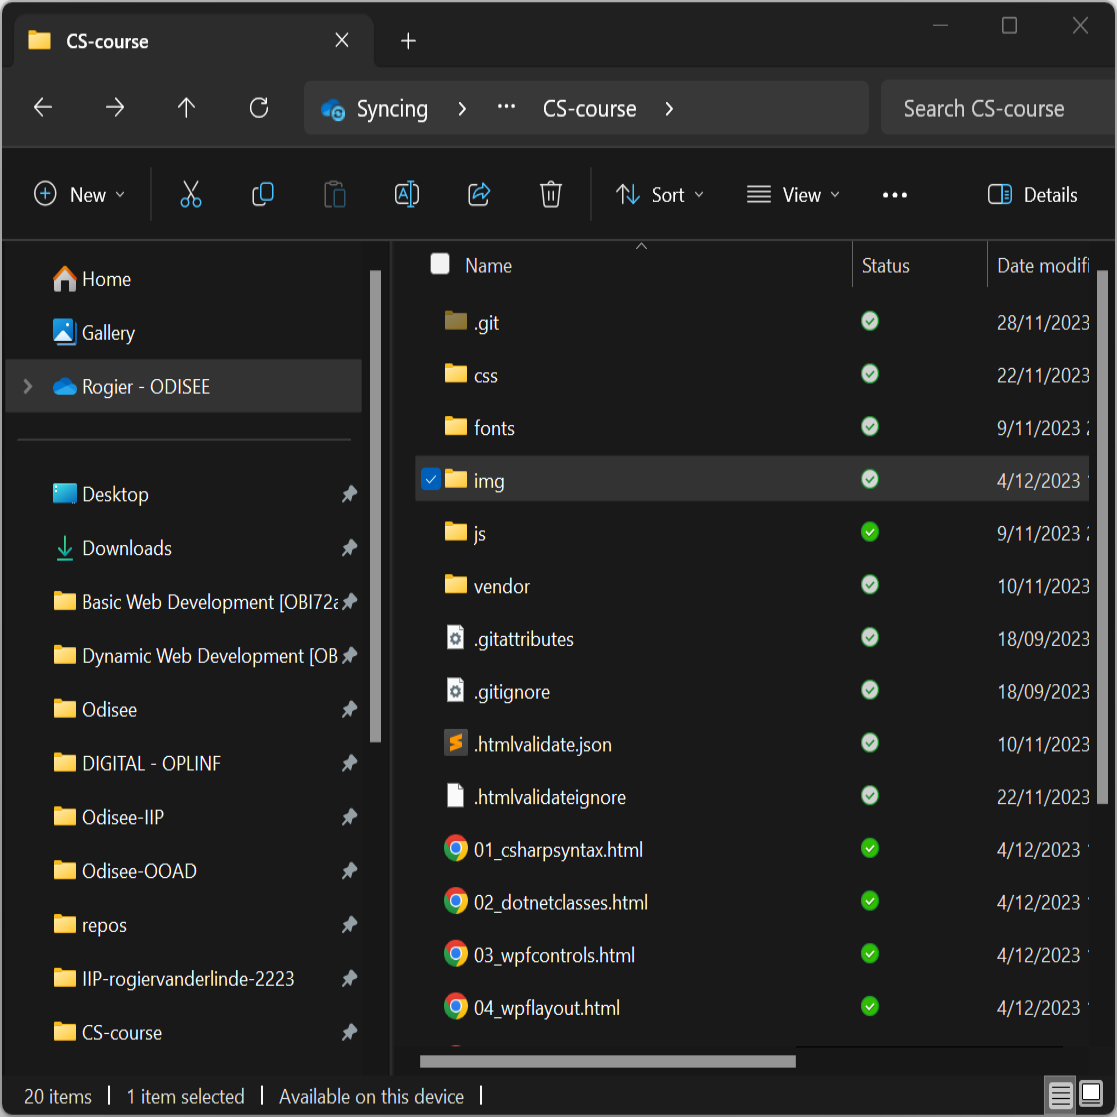 CS-course
Syncing > ··· CS-course >
Search CS-course
New
Sort
View
Details
Home
Gallery
Rogier - ODISEE
Desktop
Downloads
Basic Web Development [OBI72
Dynamic Web Development [OB
Odisee
DIGITAL - OPLINF
Odisee-IIP
Odisee-OOAD
repos
IIP-rogiervanderlinde-2223
CS-course
Name Status Date modifi
.git 28/11/2023
css 22/11/2023
fonts 9/11/2023
img 4/12/2023
js 9/11/2023
vendor 10/11/2023
.gitattributes 18/09/2023
.gitignore 18/09/2023
.htmlvalidate.json 10/11/2023
.htmlvalidateignore 22/11/2023
01_csharpsyntax.html 4/12/2023
02_dotnetclasses.html 4/12/2023
03_wpfcontrols.html 4/12/2023
04_wpflayout.html 4/12/2023
20 items | 1 item selected | Available on this device |